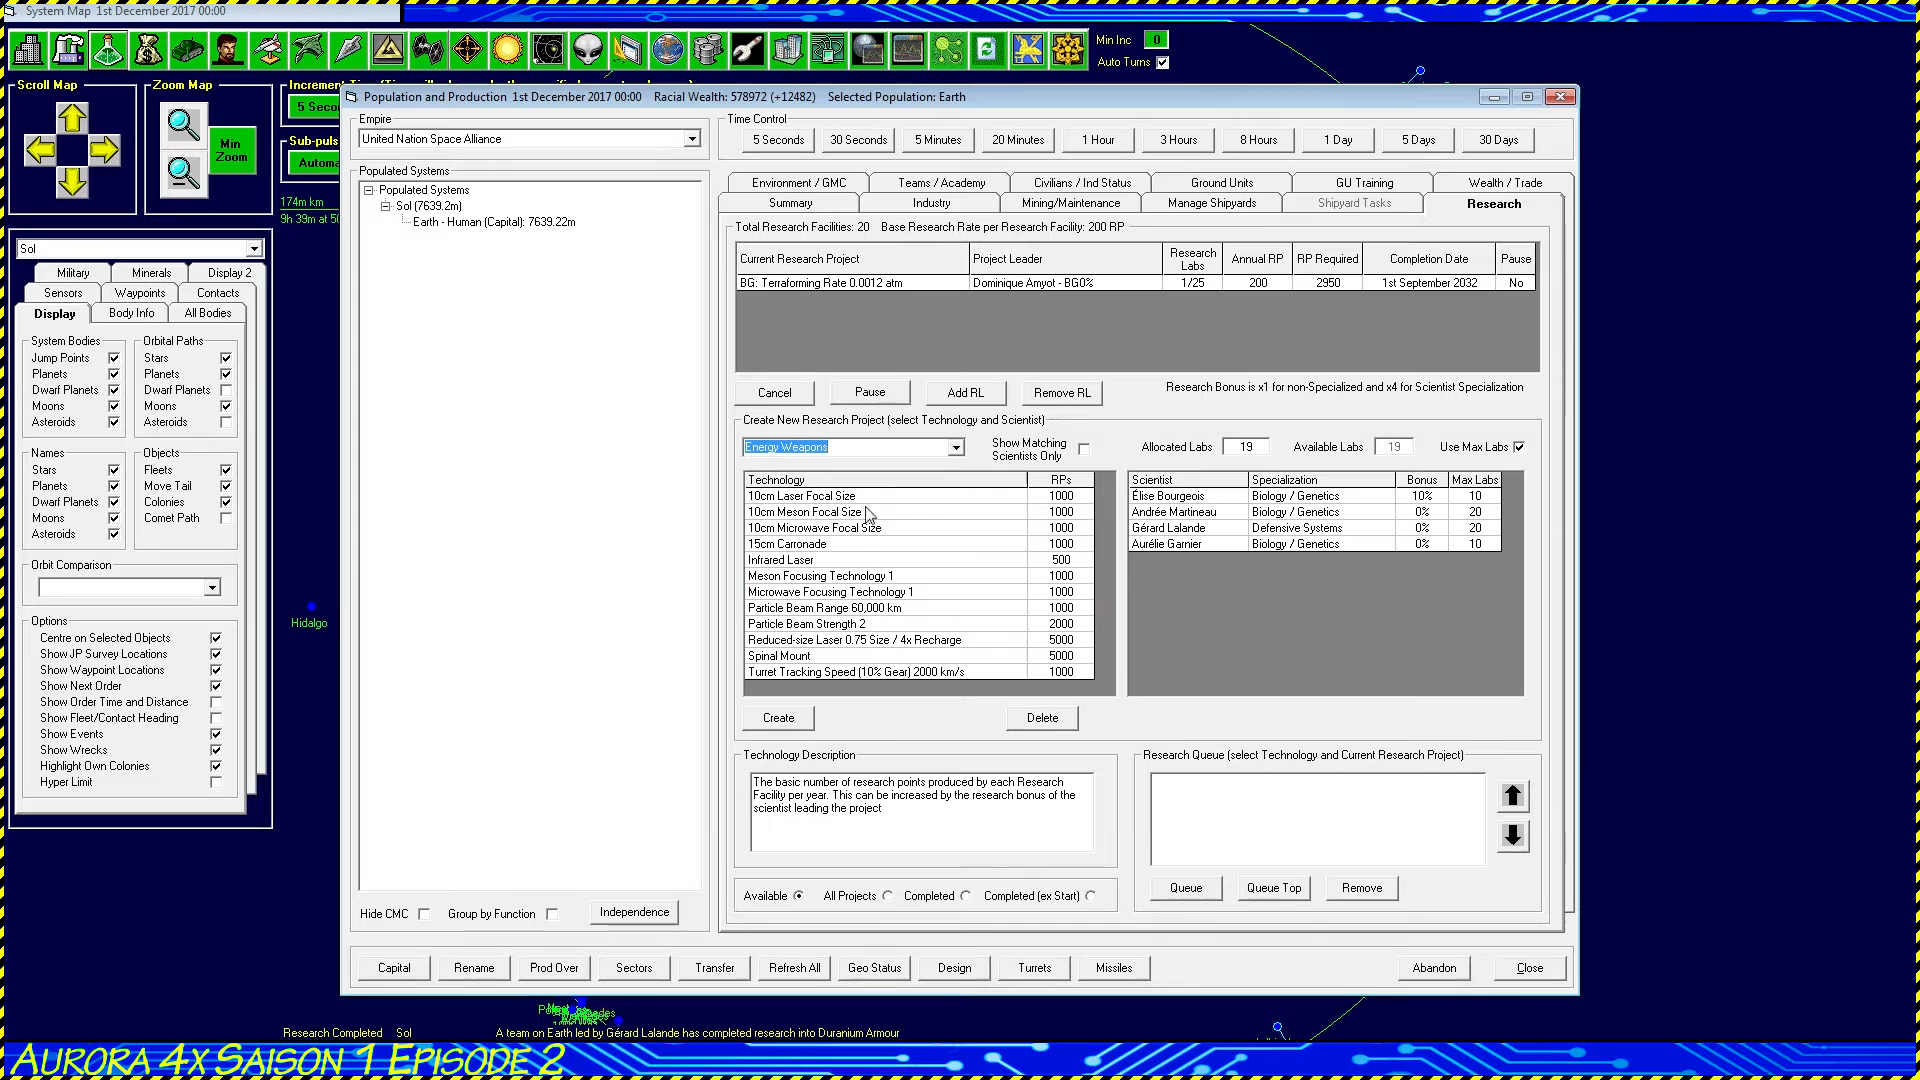 System Map 1st December 2017 00:00
Min Inc 0
Auto Turns
Scroll Map
Zoom Map
Min Zoom
5 Seco
174m km
Sol
Military Minerals Display 2
Sensors Waypoints Contacts
Display Body Info All Bodies
System Bodies
Jump Points
Planets
Dwarf Planets
Moons
Asteroids
Orbital Paths
Stars
Planets
Dwarf Planets
Moons
Asteroids
Names
Stars
Planets
Dwarf Planets
Moons
Asteroids
Objects
Fleets
Move Tail
Colonies
Comet Path
Orbit Comparison
Options
Centre on Selected Objects
Show JP Survey Locations
Show Waypoint Locations
Show Next Order
Show Order Time and Distance
Show Fleet/Contact Heading
Show Events
Show Wrecks
Highlight Own Colonies
Hyper Limit
Hidalgo
Population and Production 1st December 2017 00:00 Racial Wealth: 578972 (+12482) Selected Population: Earth
Empire
United Nation Space Alliance
Populated Systems
Populated Systems
Sol (7639.2m)
Earth - Human (Capital): 7639.22m
Hide CMC Group by Function Independence
Time Control
5 Seconds 30 Seconds 5 Minutes 20 Minutes 1 Hour 3 Hours 8 Hours 1 Day 5 Days 30 Days
Environment / GMC Teams / Academy Civilians / Ind Status Ground Units GU Training Wealth / Trade
Summary Industry Mining/Maintenance Manage Shipyards Shipyard Tasks Research
Total Research Facilities: 20 Base Research Rate per Research Facility: 200 RP
Current Research Project Project Leader Research Labs Annual RP RP Required Completion Date Pause
BG: Terraforming Rate 0.0012 atm Dominique Amyot - BG0% 1/25 200 2950 1st September 2032 No
Cancel Pause Add RL Remove RL Research Bonus is x1 for non-Specialized and x4 for Scientist Specialization
Create New Research Project (select Technology and Scientist)
Energy Weapons Show Matching Scientists Only Allocated Labs 19 Available Labs 19 Use Max Labs
Technology RPs
10cm Laser Focal Size 1000
10cm Meson Focal Size 1000
10cm Microwave Focal Size 1000
15cm Carronade 1000
Infrared Laser 500
Meson Focusing Technology 1 1000
Microwave Focusing Technology 1 1000
Particle Beam Range 60,000 km 1000
Particle Beam Strength 2 2000
Reduced-size Laser 0.75 Size / 4x Recharge 5000
Spinal Mount 5000
Turret Tracking Speed (10% Gear) 2000 km/s 1000
Scientist Specialization Bonus Max Labs
Élise Bourgeois Biology / Genetics 10% 10
Andrée Martineau Biology / Genetics 0% 20
Gérard Lalande Defensive Systems 0% 20
Aurélie Garnier Biology / Genetics 0% 10
Create Delete
Technology Description
The basic number of research points produced by each Research
Facility per year. This can be increased by the research bonus of the
scientist leading the project
Available All Projects Completed Completed (ex Start)
Research Queue (select Technology and Current Research Project)
Queue Queue Top Remove
Capital Rename Prod Over Sectors Transfer Refresh All Geo Status Design Turrets Missiles Abandon Close
Research Completed Sol A team on Earth led by Gérard Lalande has completed research into Duranium Armour
Aurora 4x Saison 1 Episode 2